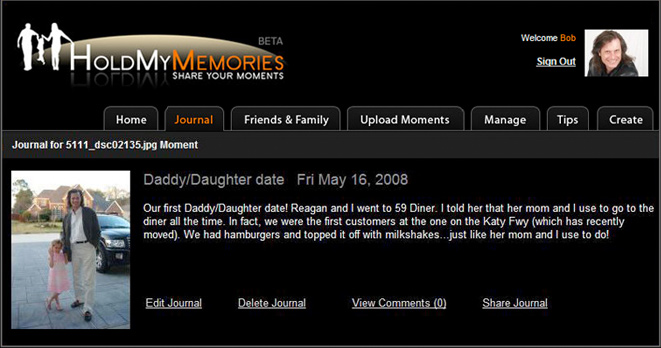 BETA
HOLDMYMEMORIES
SHARE YOUR MOMENTS
Welcome Bob
Sign Out
Home
Journal
Friends & Family
Upload Moments
Manage
Tips
Create
Journal for 5111_dsc02135.jpg Moment
Daddy/Daughter date Fri May 16, 2008
Our first Daddy/Daughter date! Reagan and I went to 59 Diner. I told her that her mom and I use to go to the
diner all the time. In fact, we were the first customers at the one on the Katy Fwy (which has recently
moved). We had hamburgers and topped it off with milkshakes...just like her mom and I use to do!
Edit Journal
Delete Journal
View Comments (0)
Share Journal